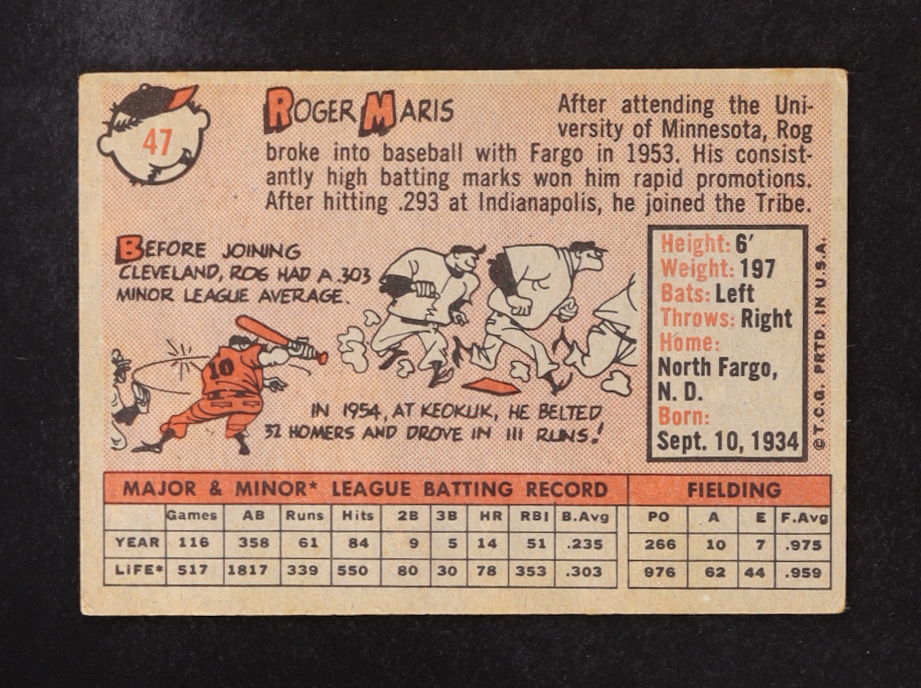 47
ROGER MARIS
After attending the Uni-
versity of Minnesota, Rog
broke into baseball with Fargo in 1953. His consist-
antly high batting marks won him rapid promotions.
After hitting .293 at Indianapolis, he joined the Tribe.
BEFORE JOINING
CLEVELAND, ROG HAD A .303
MINOR LEAGUE AVERAGE.
10
IN 1954, AT KEOKUK, HE BELTED
32 HOMERS AND DROVE IN 111 RUNS!
Height: 6'
Weight: 197
Bats: Left
Throws: Right
Home:
North Fargo,
N. D.
Born:
Sept. 10, 1934
© T.C.G. PRTD. IN U.S.A.
MAJOR & MINOR* LEAGUE BATTING RECORD FIELDING
Games AB Runs Hits 2B 3B HR RBI B.Avg PO A E F.Avg
YEAR 116 358 61 84 9 5 14 51 .235 266 10 7 .975
LIFE* 517 1817 339 550 80 30 78 353 .303 976 62 44 .959